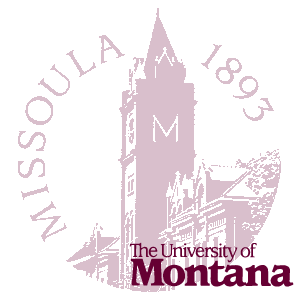 MISSOULA 1893
M
The University of
Montana